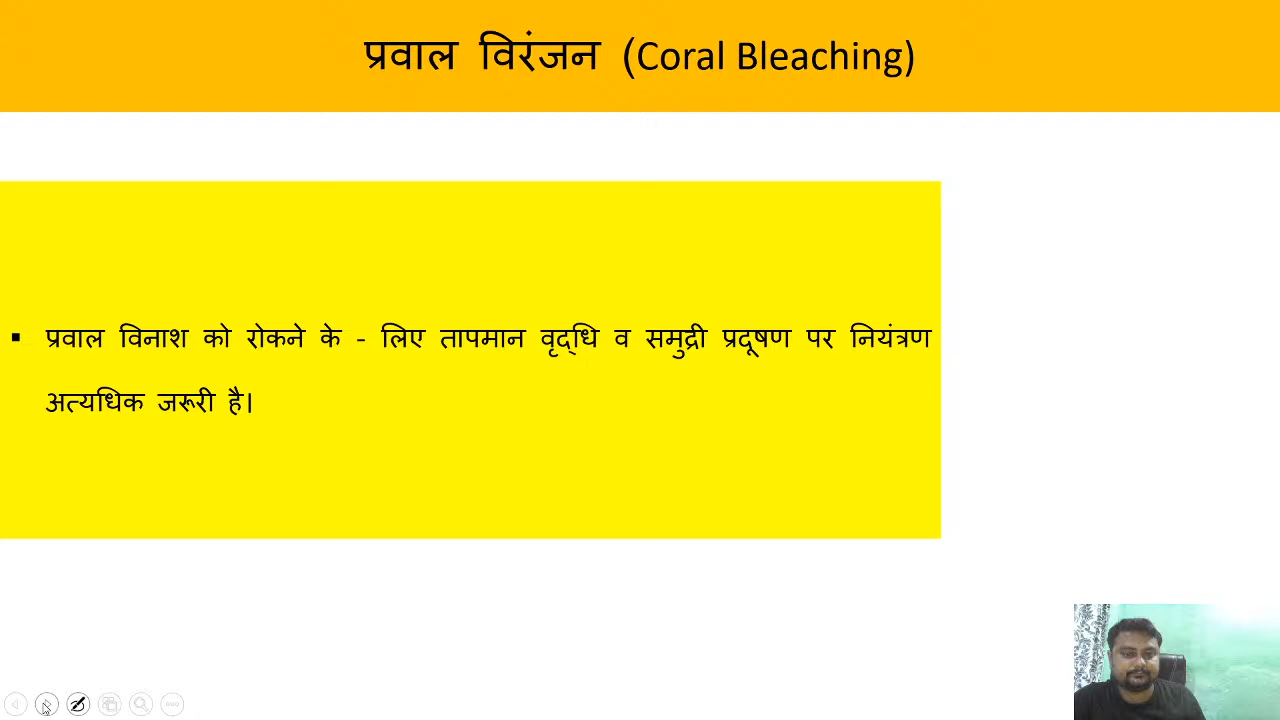 प्रवाल विरंजन (Coral Bleaching)
▪ प्रवाल विनाश को रोकने के - लिए तापमान वृद्धि व समुद्री प्रदूषण पर नियंत्रण
अत्यधिक जरूरी है।